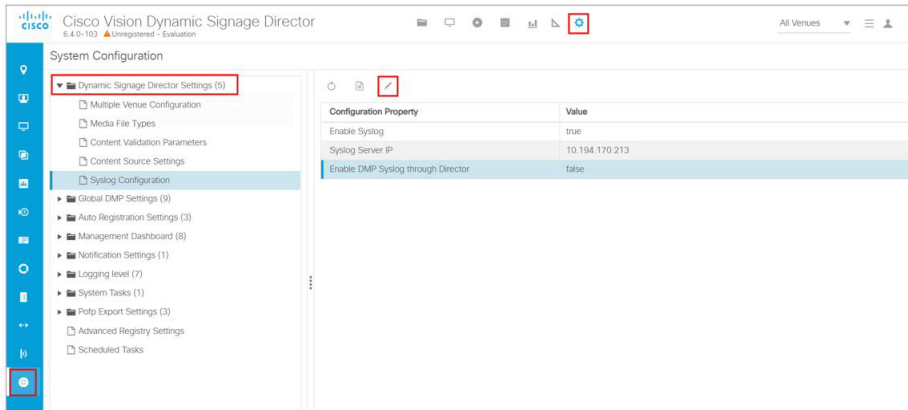 CISCO
Cisco Vision Dynamic Signage Director
6.4.0-103 Unregistered - Evaluation
All Venues
System Configuration
Dynamic Signage Director Settings (5)
Multiple Venue Configuration
Media File Types
Content Validation Parameters
Content Source Settings
Syslog Configuration
Global DMP Settings (9)
Auto Registration Settings (3)
Management Dashboard (8)
Notification Settings (1)
Logging level (7)
System Tasks (1)
Pofp Export Settings (3)
Advanced Registry Settings
Scheduled Tasks
Configuration Property Value
Enable Syslog true
Syslog Server IP 10.194.170.213
Enable DMP Syslog through Director false